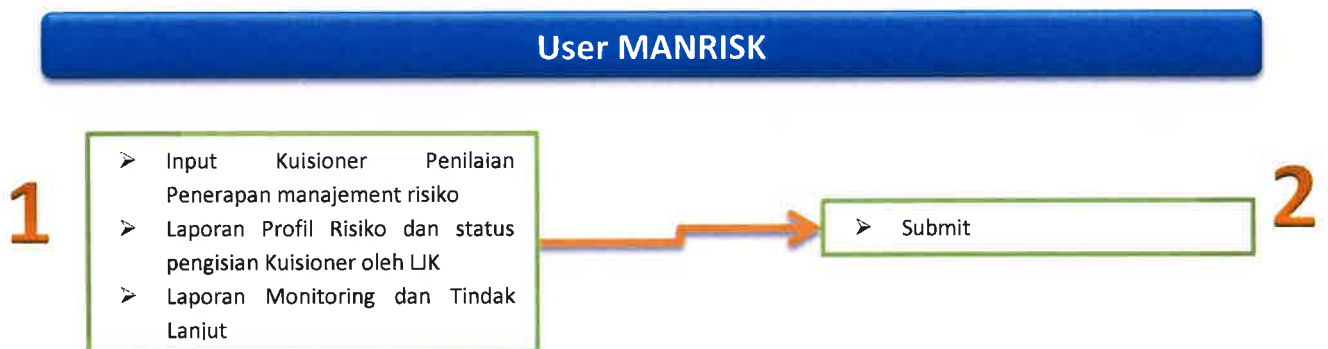 User MANRISK
1
➢ Input Kuisioner Penilaian
Penerapan manajement risiko
➢ Laporan Profil Risiko dan status
pengisian Kuisioner oleh LJK
➢ Laporan Monitoring dan Tindak
Lanjut
2
➢ Submit